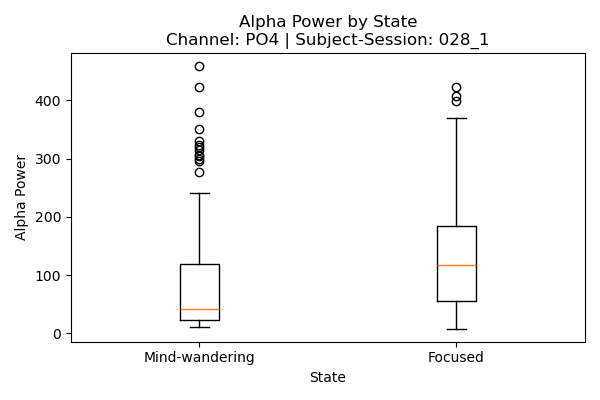 Alpha Power by State
Channel: PO4 | Subject-Session: 028_1
Alpha Power
400
300
200
100
0
Mind-wandering
Focused
State